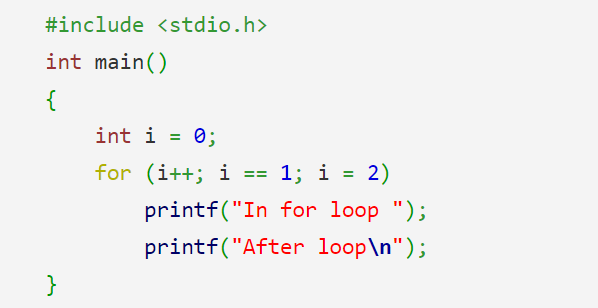 #include <stdio.h>
int main()
{
    int i = 0;
    for (i++; i == 1; i = 2)
        printf("In for loop ");
        printf("After loop\n");
}